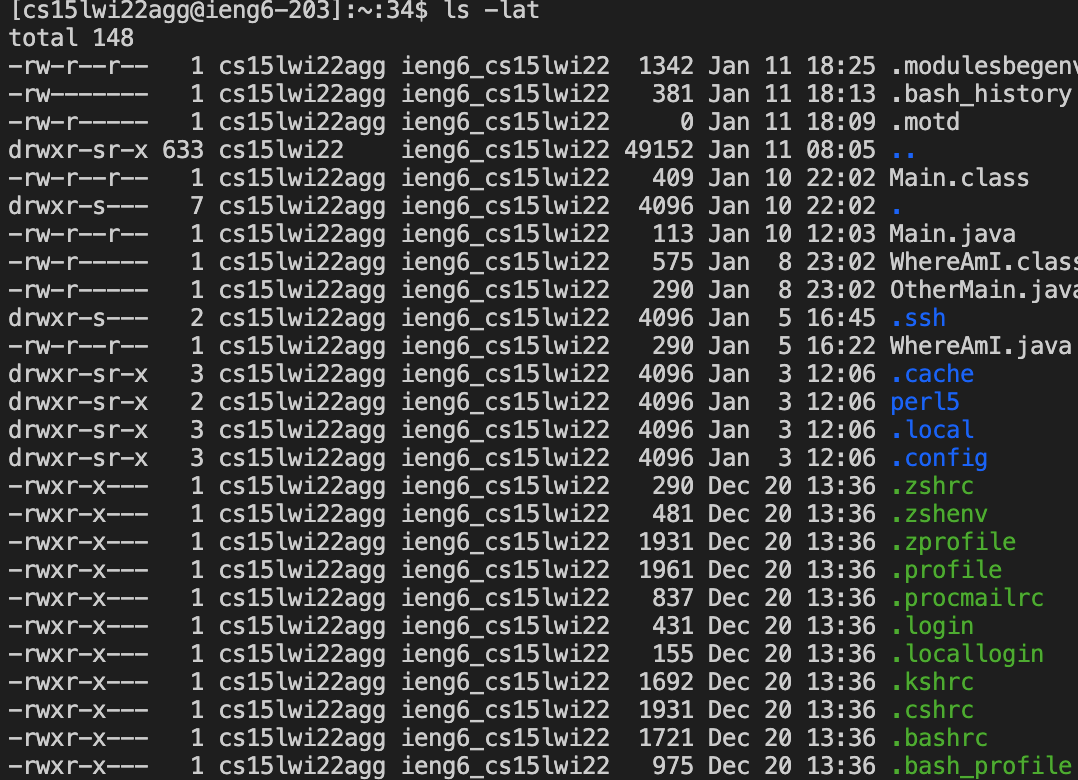 [cs15lwi22agg@ieng6-203]:~:34$ ls -lat
total 148
-rw-r--r--   1 cs15lwi22agg ieng6_cs15lwi22  1342 Jan 11 18:25 .modulesbegenv
-rw-------   1 cs15lwi22agg ieng6_cs15lwi22   381 Jan 11 18:13 .bash_history
-rw-r-----   1 cs15lwi22agg ieng6_cs15lwi22     0 Jan 11 18:09 .motd
drwxr-sr-x 633 cs15lwi22    ieng6_cs15lwi22 49152 Jan 11 08:05 ..
-rw-r--r--   1 cs15lwi22agg ieng6_cs15lwi22   409 Jan 10 22:02 Main.class
drwxr-s---   7 cs15lwi22agg ieng6_cs15lwi22  4096 Jan 10 22:02 .
-rw-r--r--   1 cs15lwi22agg ieng6_cs15lwi22   113 Jan 10 12:03 Main.java
-rw-r-----   1 cs15lwi22agg ieng6_cs15lwi22   575 Jan  8 23:02 WhereAmI.class
-rw-r-----   1 cs15lwi22agg ieng6_cs15lwi22   290 Jan  8 23:02 OtherMain.java
drwxr-s---   2 cs15lwi22agg ieng6_cs15lwi22  4096 Jan  5 16:45 .ssh
-rw-r--r--   1 cs15lwi22agg ieng6_cs15lwi22   290 Jan  5 16:22 WhereAmI.java
drwxr-sr-x   3 cs15lwi22agg ieng6_cs15lwi22  4096 Jan  3 12:06 .cache
drwxr-sr-x   2 cs15lwi22agg ieng6_cs15lwi22  4096 Jan  3 12:06 perl5
drwxr-sr-x   3 cs15lwi22agg ieng6_cs15lwi22  4096 Jan  3 12:06 .local
drwxr-sr-x   3 cs15lwi22agg ieng6_cs15lwi22  4096 Jan  3 12:06 .config
-rwxr-x---   1 cs15lwi22agg ieng6_cs15lwi22   290 Dec 20 13:36 .zshrc
-rwxr-x---   1 cs15lwi22agg ieng6_cs15lwi22   481 Dec 20 13:36 .zshenv
-rwxr-x---   1 cs15lwi22agg ieng6_cs15lwi22  1931 Dec 20 13:36 .zprofile
-rwxr-x---   1 cs15lwi22agg ieng6_cs15lwi22  1961 Dec 20 13:36 .profile
-rwxr-x---   1 cs15lwi22agg ieng6_cs15lwi22   837 Dec 20 13:36 .procmailrc
-rwxr-x---   1 cs15lwi22agg ieng6_cs15lwi22   431 Dec 20 13:36 .login
-rwxr-x---   1 cs15lwi22agg ieng6_cs15lwi22   155 Dec 20 13:36 .locallogin
-rwxr-x---   1 cs15lwi22agg ieng6_cs15lwi22  1692 Dec 20 13:36 .kshrc
-rwxr-x---   1 cs15lwi22agg ieng6_cs15lwi22  1931 Dec 20 13:36 .cshrc
-rwxr-x---   1 cs15lwi22agg ieng6_cs15lwi22  1721 Dec 20 13:36 .bashrc
-rwxr-x---   1 cs15lwi22agg ieng6_cs15lwi22   975 Dec 20 13:36 .bash_profile